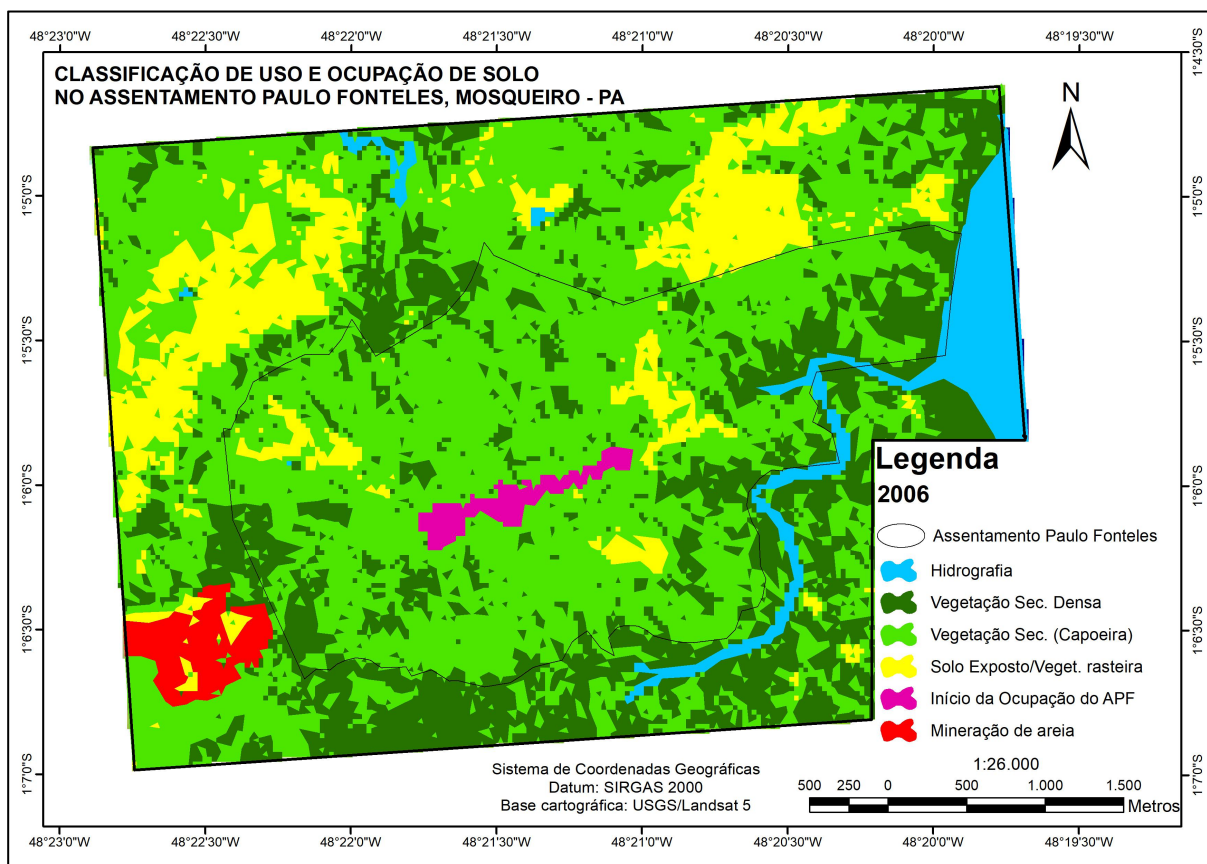 48°23'0"W 48°22'30"W 48°22'0"W 48°21'30"W 48°21'0"W 48°20'30"W 48°20'0"W 48°19'30"W
CLASSIFICAÇÃO DE USO E OCUPAÇÃO DE SOLO
NO ASSENTAMENTO PAULO FONTELES, MOSQUEIRO - PA
N
1°4'30"S
1°5'0"S 1°5'0"S
1°5'30"S 1°5'30"S
1°6'0"S 1°6'0"S
1°6'30"S 1°6'30"S
1°7'0"S 1°7'0"S
Legenda
2006
Assentamento Paulo Fonteles
Hidrografia
Vegetação Sec. Densa
Vegetação Sec. (Capoeira)
Solo Exposto/Veget. rasteira
Início da Ocupação do APF
Mineração de areia
1:26.000
500 250 0 500 1.000 1.500
Metros
Sistema de Coordenadas Geográficas
Datum: SIRGAS 2000
Base cartográfica: USGS/Landsat 5
48°23'0"W 48°22'30"W 48°22'0"W 48°21'30"W 48°21'0"W 48°20'30"W 48°20'0"W 48°19'30"W